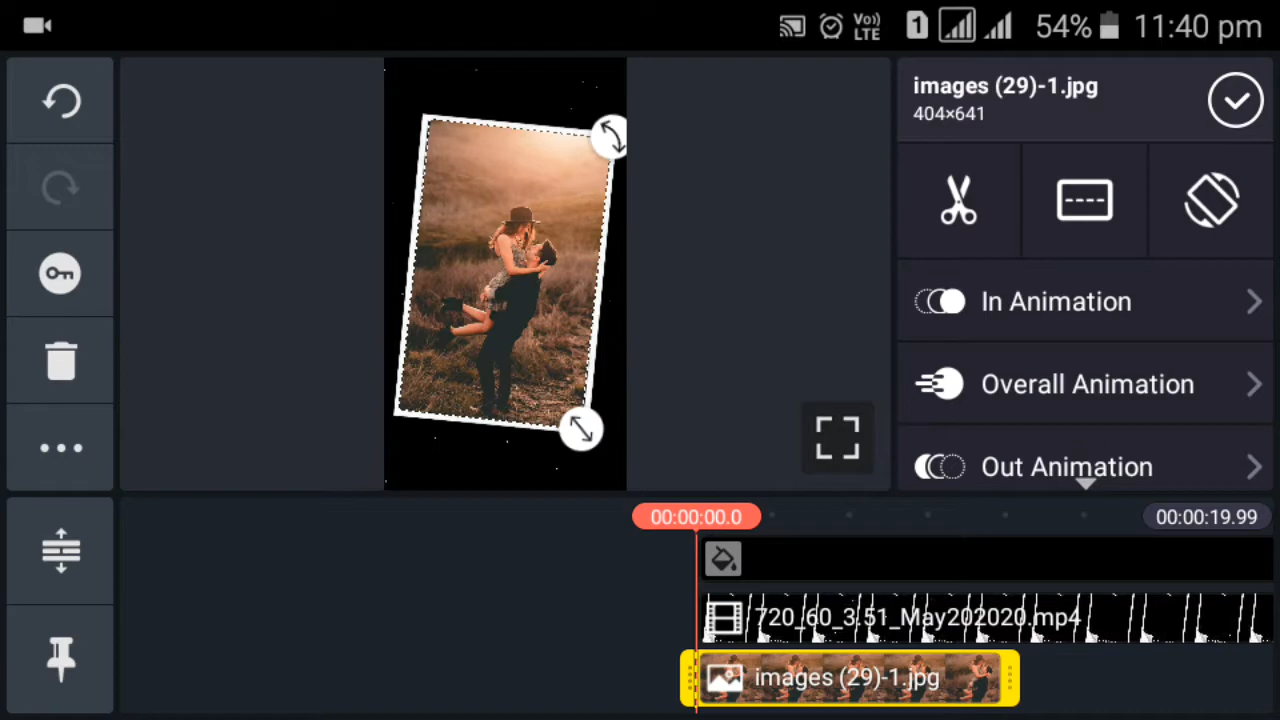 Vo))
LTE
1
54%
11:40 pm
images (29)-1.jpg
404×641
In Animation
Overall Animation
Out Animation
00:00:00.0
00:00:19.99
720_60_3.51_May202020.mp4
images (29)-1.jpg